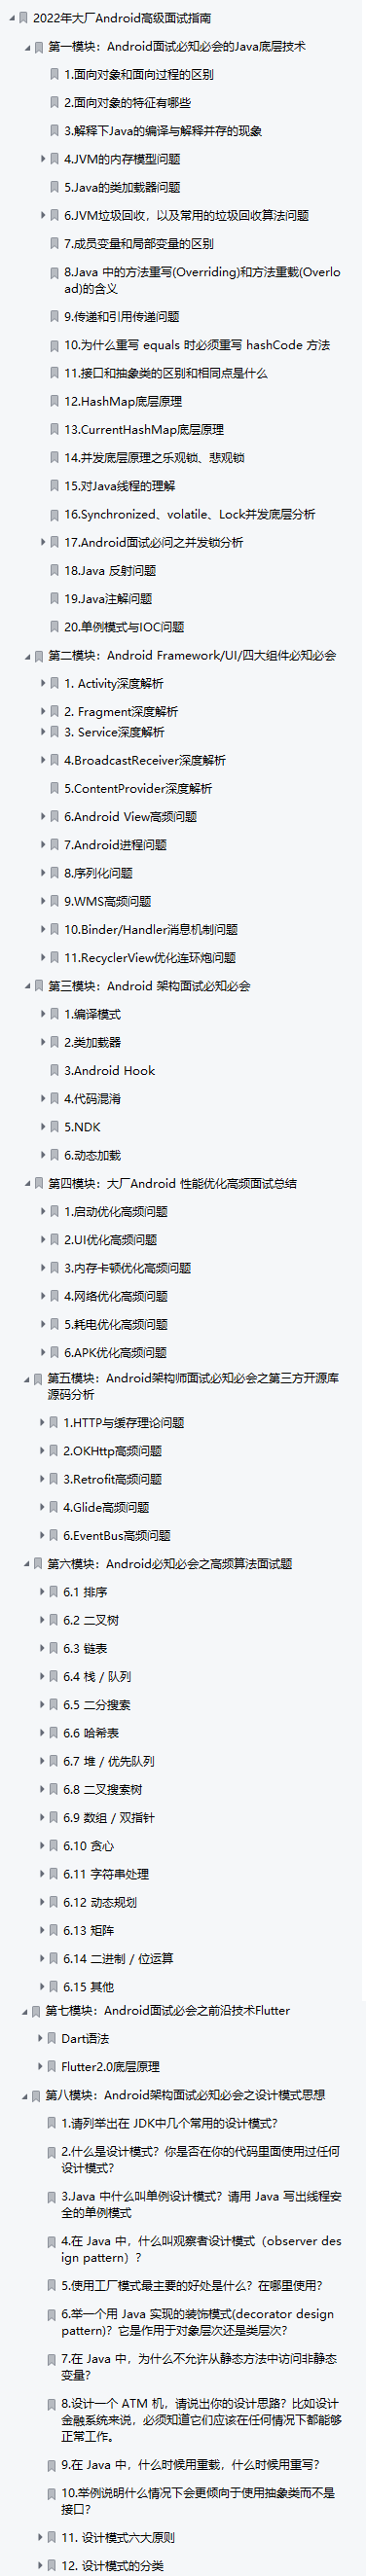 2022年大厂Android高级面试指南
第一模块：Android面试必知必会的Java底层技术
1.面向对象和面向过程的区别
2.面向对象的特征有哪些
3.解释下Java的编译与解释并存的现象
4.JVM的内存模型问题
5.Java的类加载器问题
6.JVM垃圾回收，以及常用的垃圾回收算法问题
7.成员变量和局部变量的区别
8.Java 中的方法重写(Overriding)和方法重载(Overlo
ad)的含义
9.传递和引用传递问题
10.为什么重写 equals 时必须重写 hashCode 方法
11.接口和抽象类的区别和相同点是什么
12.HashMap底层原理
13.CurrentHashMap底层原理
14.并发底层原理之乐观锁、悲观锁
15.对Java线程的理解
16.Synchronized、volatile、Lock并发底层分析
17.Android面试必问之并发锁分析
18.Java 反射问题
19.Java注解问题
20.单例模式与IOC问题
第二模块：Android Framework/UI/四大组件必知必会
1. Activity深度解析
2. Fragment深度解析
3. Service深度解析
4.BroadcastReceiver深度解析
5.ContentProvider深度解析
6.Android View高频问题
7.Android进程问题
8.序列化问题
9.WMS高频问题
10.Binder/Handler消息机制问题
11.RecyclerView优化连环炮问题
第三模块：Android 架构面试必知必会
1.编译模式
2.类加载器
3.Android Hook
4.代码混淆
5.NDK
6.动态加载
第四模块：大厂Android 性能优化高频面试总结
1.启动优化高频问题
2.UI优化高频问题
3.内存卡顿优化高频问题
4.网络优化高频问题
5.耗电优化高频问题
6.APK优化高频问题
第五模块：Android架构师面试必知必会之第三方开源库
源码分析
1.HTTP与缓存理论问题
2.OKHttp高频问题
3.Retrofit高频问题
4.Glide高频问题
6.EventBus高频问题
第六模块：Android必知必会之高频算法面试题
6.1 排序
6.2 二叉树
6.3 链表
6.4 栈 / 队列
6.5 二分搜索
6.6 哈希表
6.7 堆 / 优先队列
6.8 二叉搜索树
6.9 数组 / 双指针
6.10 贪心
6.11 字符串处理
6.12 动态规划
6.13 矩阵
6.14 二进制 / 位运算
6.15 其他
第七模块：Android面试必会之前沿技术Flutter
Dart语法
Flutter2.0底层原理
第八模块：Android架构面试必知必会之设计模式思想
1.请列举出在 JDK中几个常用的设计模式？
2.什么是设计模式？你是否在你的代码里面使用过任何
设计模式？
3.Java 中什么叫单例设计模式？请用 Java 写出线程安
全的单例模式
4.在 Java 中，什么叫观察者设计模式（observer des
ign pattern）？
5.使用工厂模式最主要的好处是什么？在哪里使用？
6.举一个用 Java 实现的装饰模式(decorator design
pattern)？它是作用于对象层次还是类层次？
7.在 Java 中，为什么不允许从静态方法中访问非静态
变量？
8.设计一个 ATM 机，请说出你的设计思路？比如设计
金融系统来说，必须知道它们应该在任何情况下都能够
正常工作。
9.在 Java 中，什么时候用重载，什么时候用重写？
10.举例说明什么情况下会更倾向于使用抽象类而不是
接口？
11. 设计模式六大原则
12. 设计模式的分类